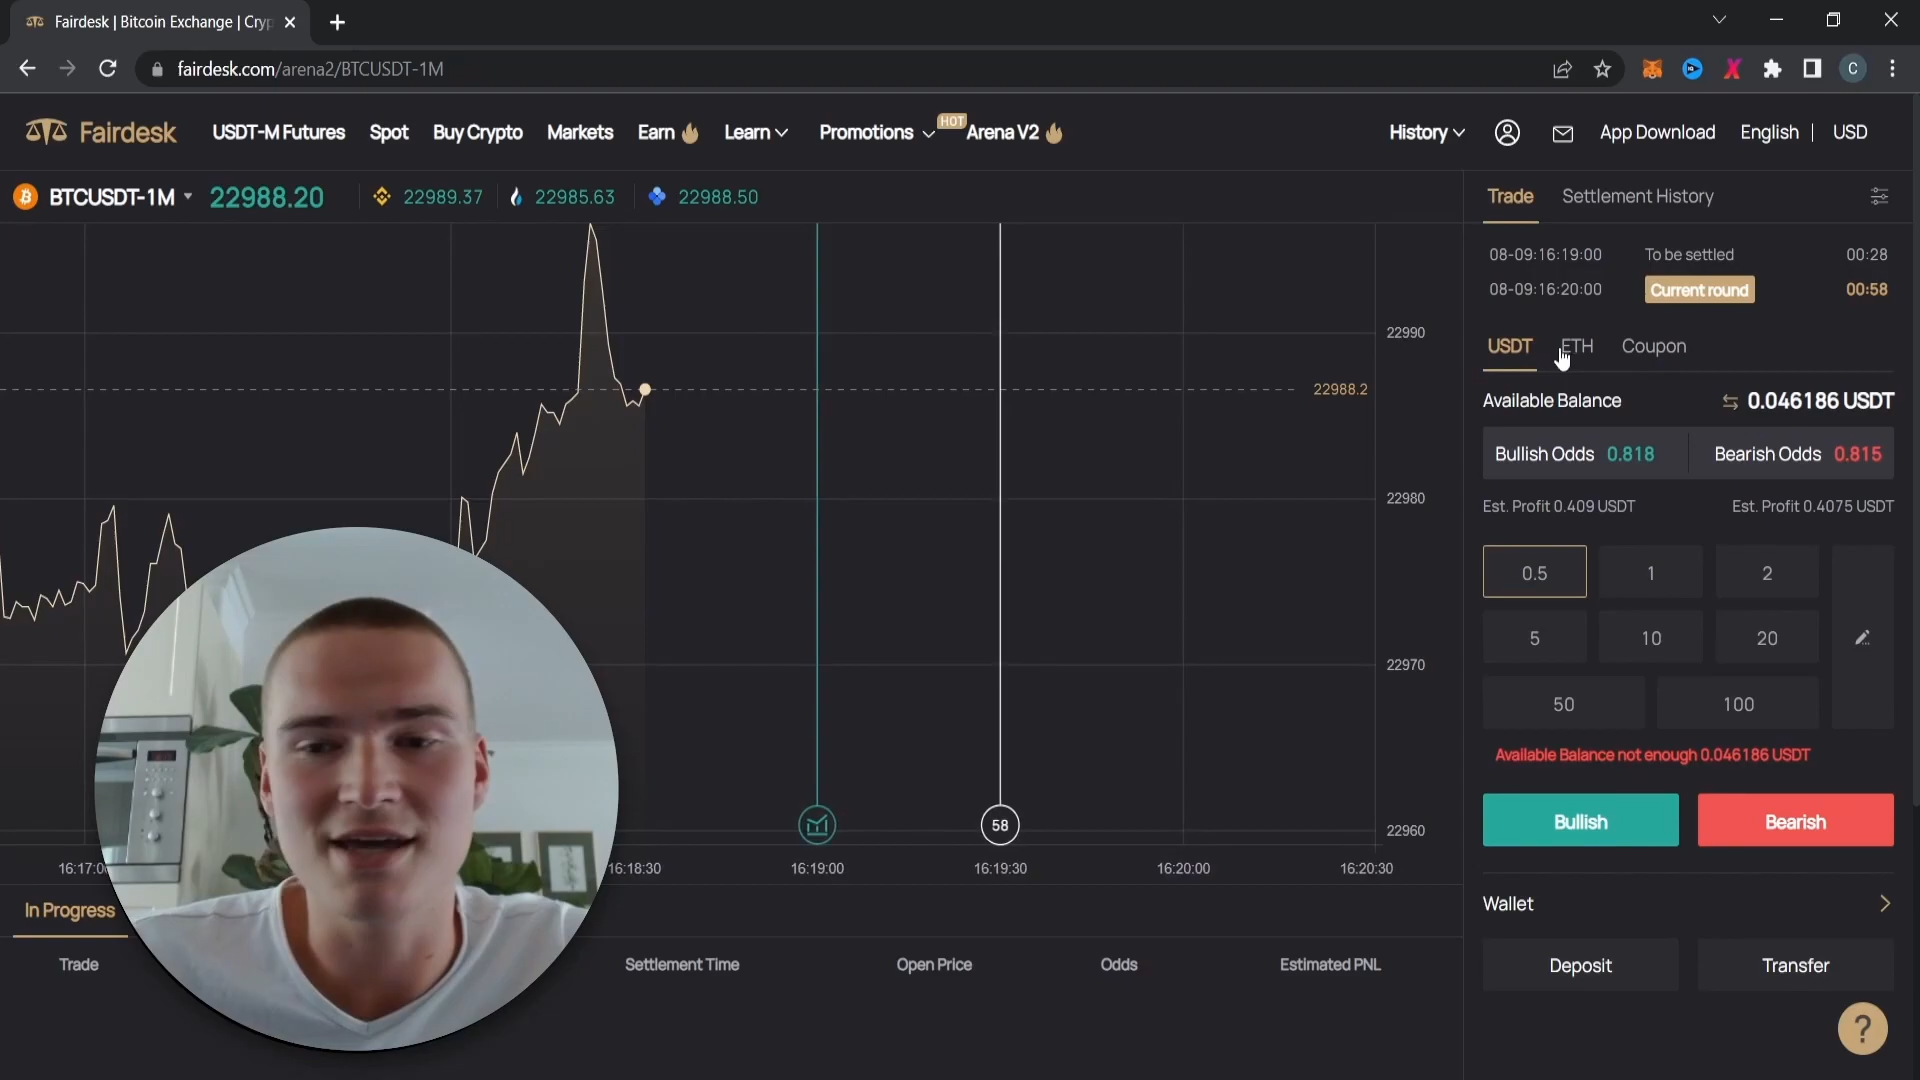 Fairdesk | Bitcoin Exchange | Cryp
fairdesk.com/arena2/BTCUSDT-1M
C
Fairdesk USDT-M Futures Spot Buy Crypto Markets Earn Learn Promotions HOT Arena V2 History App Download English | USD
BTCUSDT-1M 22988.20 22989.37 22985.63 22988.50
Trade Settlement History
08-09:16:19:00 To be settled 00:28
08-09:16:20:00 Current round 00:58
USDT ETH Coupon
Available Balance 0.046186 USDT
Bullish Odds 0.818 Bearish Odds 0.815
Est. Profit 0.409 USDT Est. Profit 0.4075 USDT
0.5 1 2
5 10 20
50 100
Available Balance not enough 0.046186 USDT
Bullish Bearish
Wallet
Deposit Transfer
?
22990
22988.2
22980
22970
22960
58
16:17:0 16:18:30 16:19:00 16:19:30 16:20:00 16:20:30
In Progress
Trade Settlement Time Open Price Odds Estimated PNL